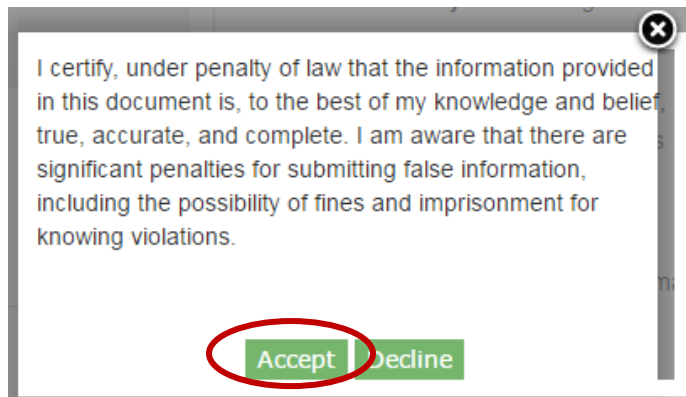 I certify, under penalty of law that the information provided
in this document is, to the best of my knowledge and belief,
true, accurate, and complete. I am aware that there are
significant penalties for submitting false information,
including the possibility of fines and imprisonment for
knowing violations.
Accept Decline